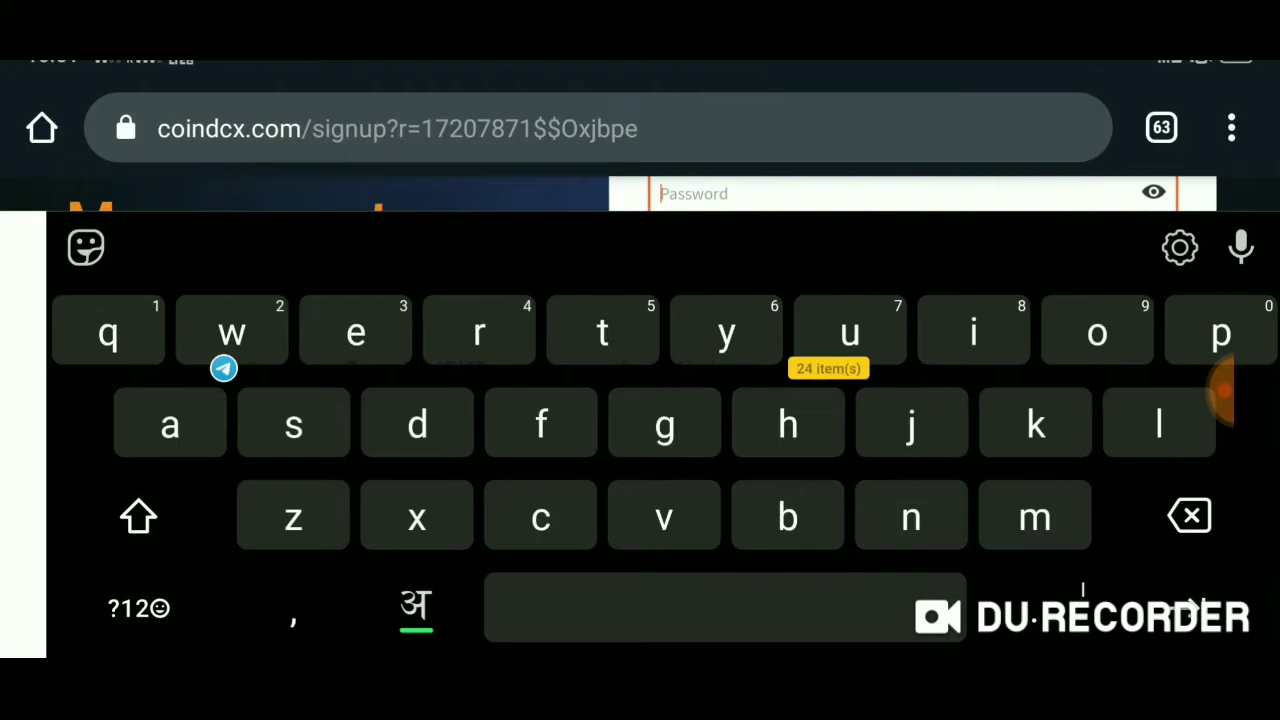 coindcx.com/signup?r=17207871$$Oxjbpe
63
Password
1 2 3 4 5 6 7 8 9 0
q w e r t y u i o p
24 item(s)
a s d f g h j k l
z x c v b n m
?12 , अ
DU·RECORDER